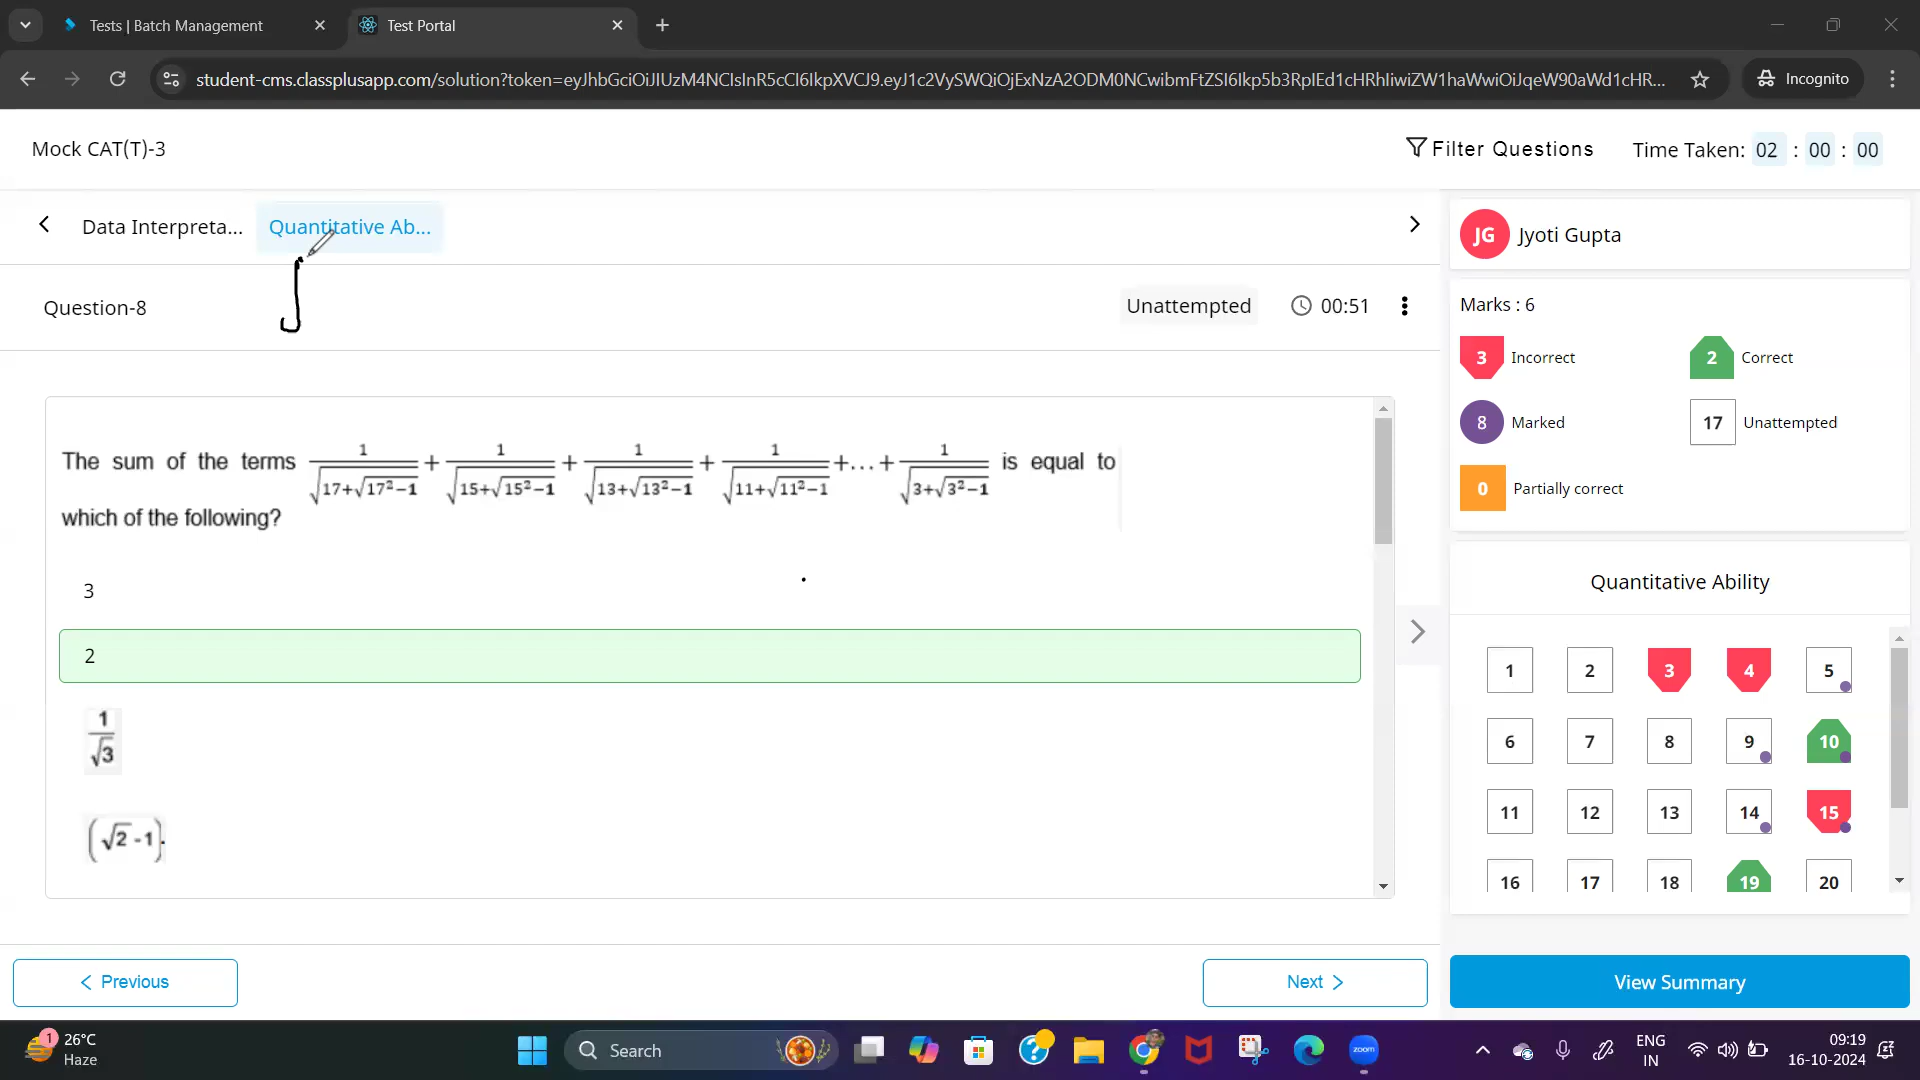 Tests | Batch Management
Test Portal
student-cms.classplusapp.com/solution?token=eyJhbGciOiJIUzM4NCIsInR5cCI6IkpXVCJ9.eyJ1c2VySWQiOjExNzA2ODM0NCwibmFtZSI6Ikp5b3RpIEd1cHRhIiwiZW1haWwiOiJqeW90aWd1cHR...
Incognito
Mock CAT(T)-3
Filter Questions
Time Taken: 02 : 00 : 00
Data Interpreta...
Quantitative Ab...
JG Jyoti Gupta
Question-8
Unattempted
00:51
Marks : 6
3 Incorrect
2 Correct
8 Marked
17 Unattempted
0 Partially correct
The sum of the terms 1/√(17+√(17²−1)) + 1/√(15+√(15²−1)) + 1/√(13+√(13²−1)) + 1/√(11+√(11²−1)) +...+ 1/√(3+√(3²−1)) is equal to
which of the following?
3
2
1/√3
(√2 - 1).
Quantitative Ability
1 2 3 4 5
6 7 8 9 10
11 12 13 14 15
16 17 18 19 20
Previous
Next
View Summary
1
26°C
Haze
Search
zoom
ENG
IN
09:19
16-10-2024